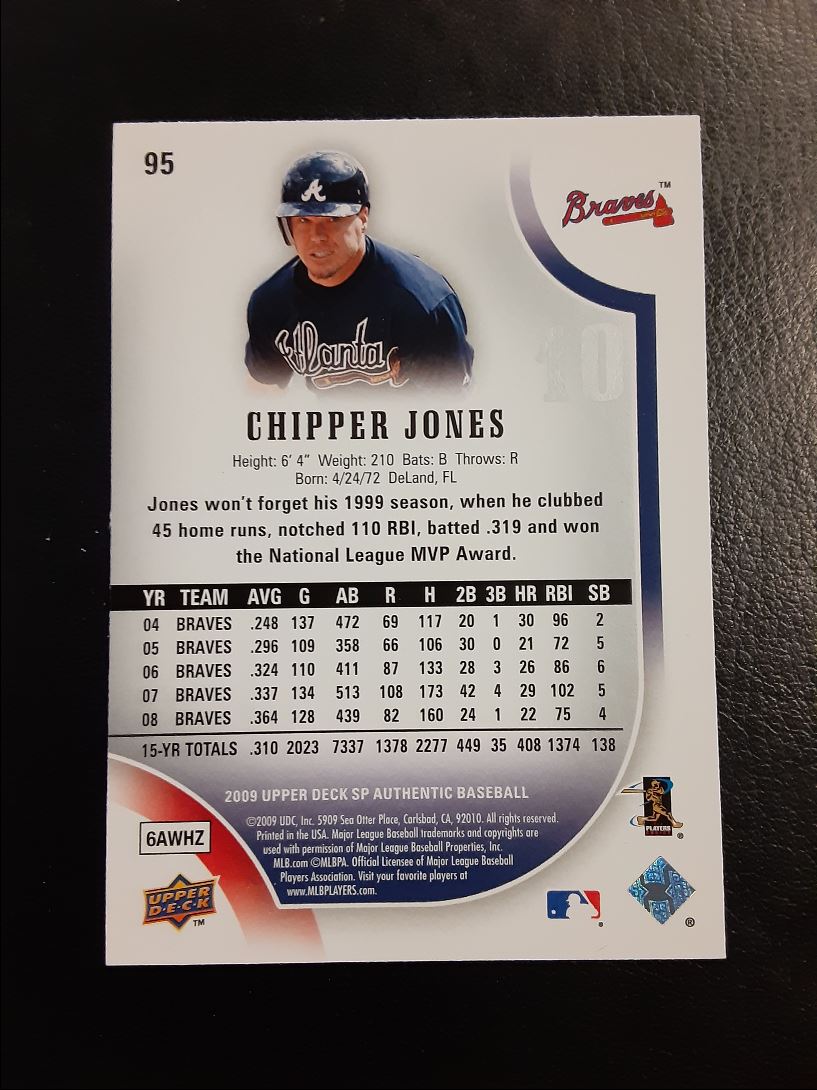 95
A
Braves™
Atlanta
10
CHIPPER JONES
Height: 6' 4" Weight: 210 Bats: B Throws: R
Born: 4/24/72 DeLand, FL
Jones won't forget his 1999 season, when he clubbed
45 home runs, notched 110 RBI, batted .319 and won
the National League MVP Award.
YR TEAM AVG G AB R H 2B 3B HR RBI SB
04 BRAVES .248 137 472 69 117 20 1 30 96 2
05 BRAVES .296 109 358 66 106 30 0 21 72 5
06 BRAVES .324 110 411 87 133 28 3 26 86 6
07 BRAVES .337 134 513 108 173 42 4 29 102 5
08 BRAVES .364 128 439 82 160 24 1 22 75 4
15-YR TOTALS .310 2023 7337 1378 2277 449 35 408 1374 138
2009 UPPER DECK SP AUTHENTIC BASEBALL
©2009 UDC, Inc. 5909 Sea Otter Place, Carlsbad, CA, 92010. All rights reserved.
Printed in the USA. Major League Baseball trademarks and copyrights are
used with permission of Major League Baseball Properties, Inc.
MLB.com ©MLBPA. Official Licensee of Major League Baseball
Players Association. Visit your favorite players at
www.MLBPLAYERS.com.
6AWHZ
UPPER
D·E·C·K
™
PLAYERS
®
®
®